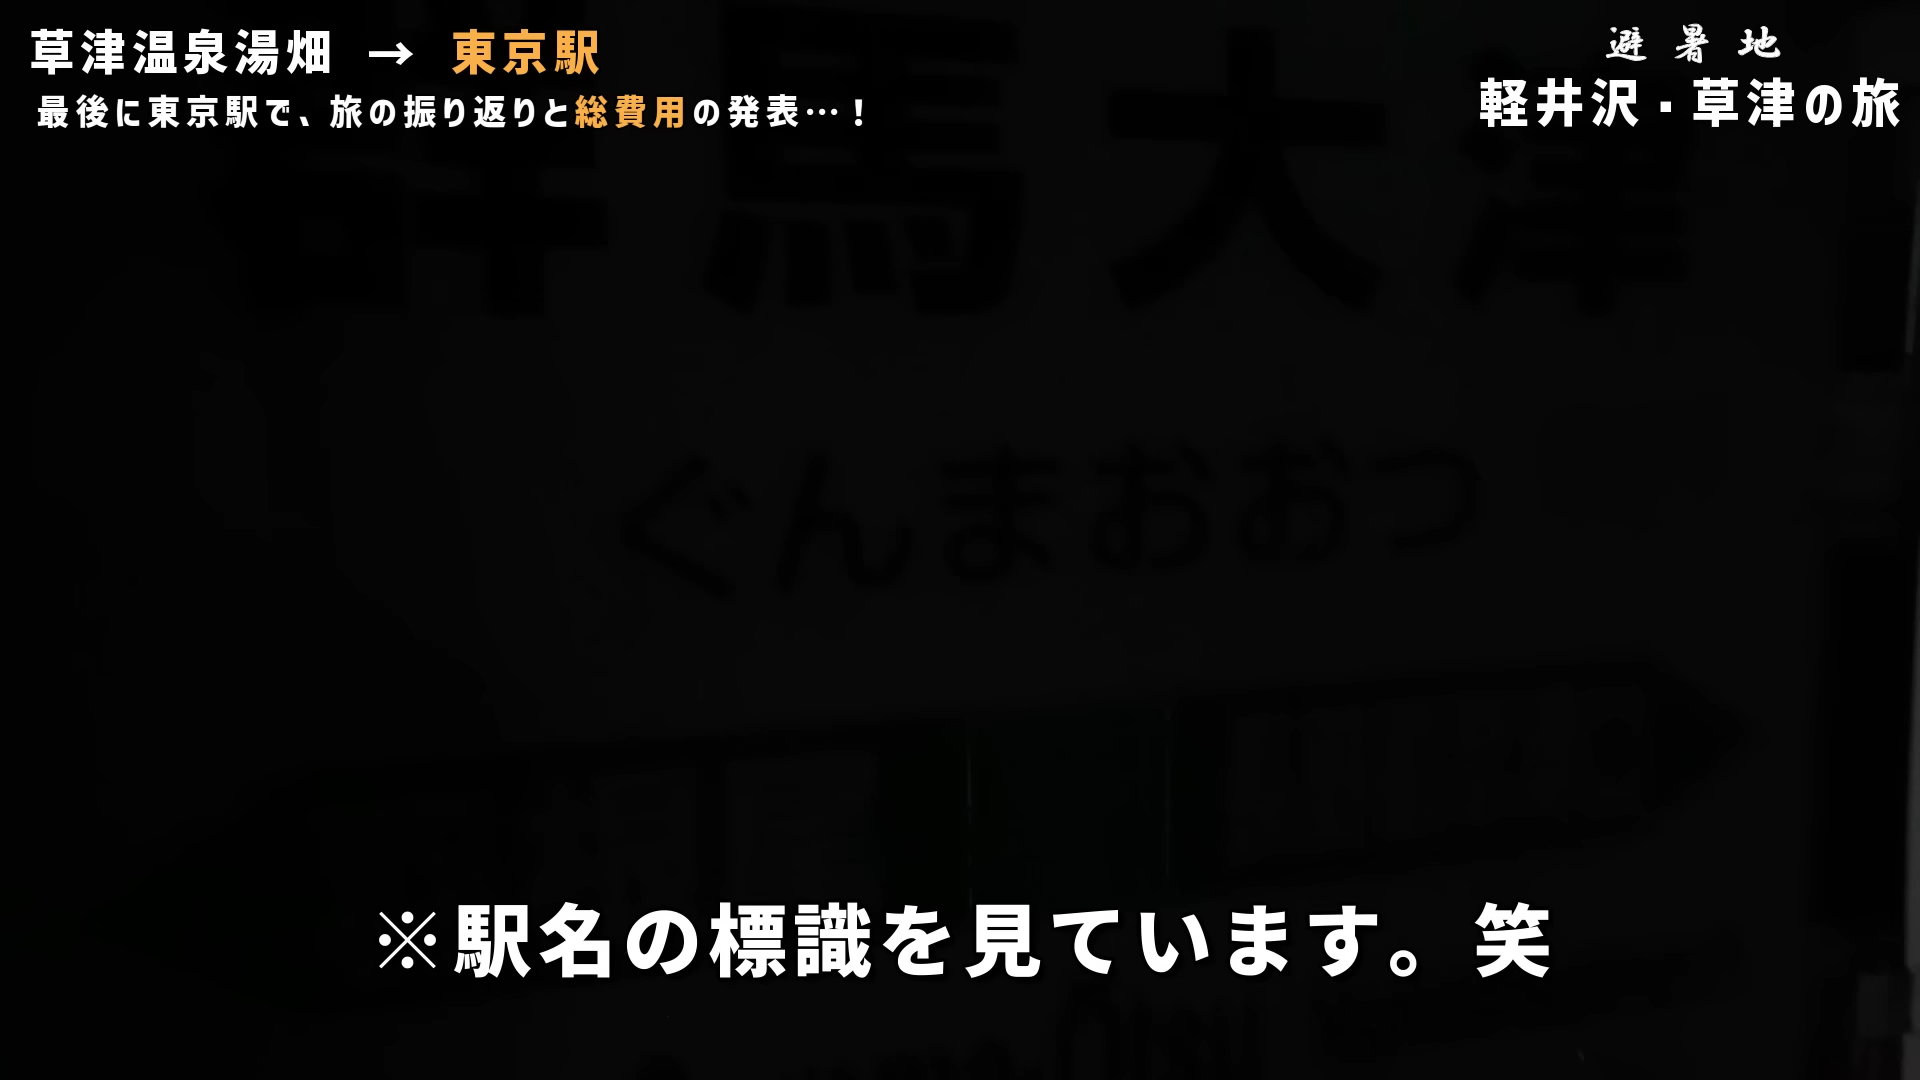 草津温泉湯畑 → 東京駅
最後に東京駅で、旅の振り返りと総費用の発表…！
避暑地
軽井沢・草津の旅
群馬大津
ぐんまおおつ
※駅名の標識を見ています。笑